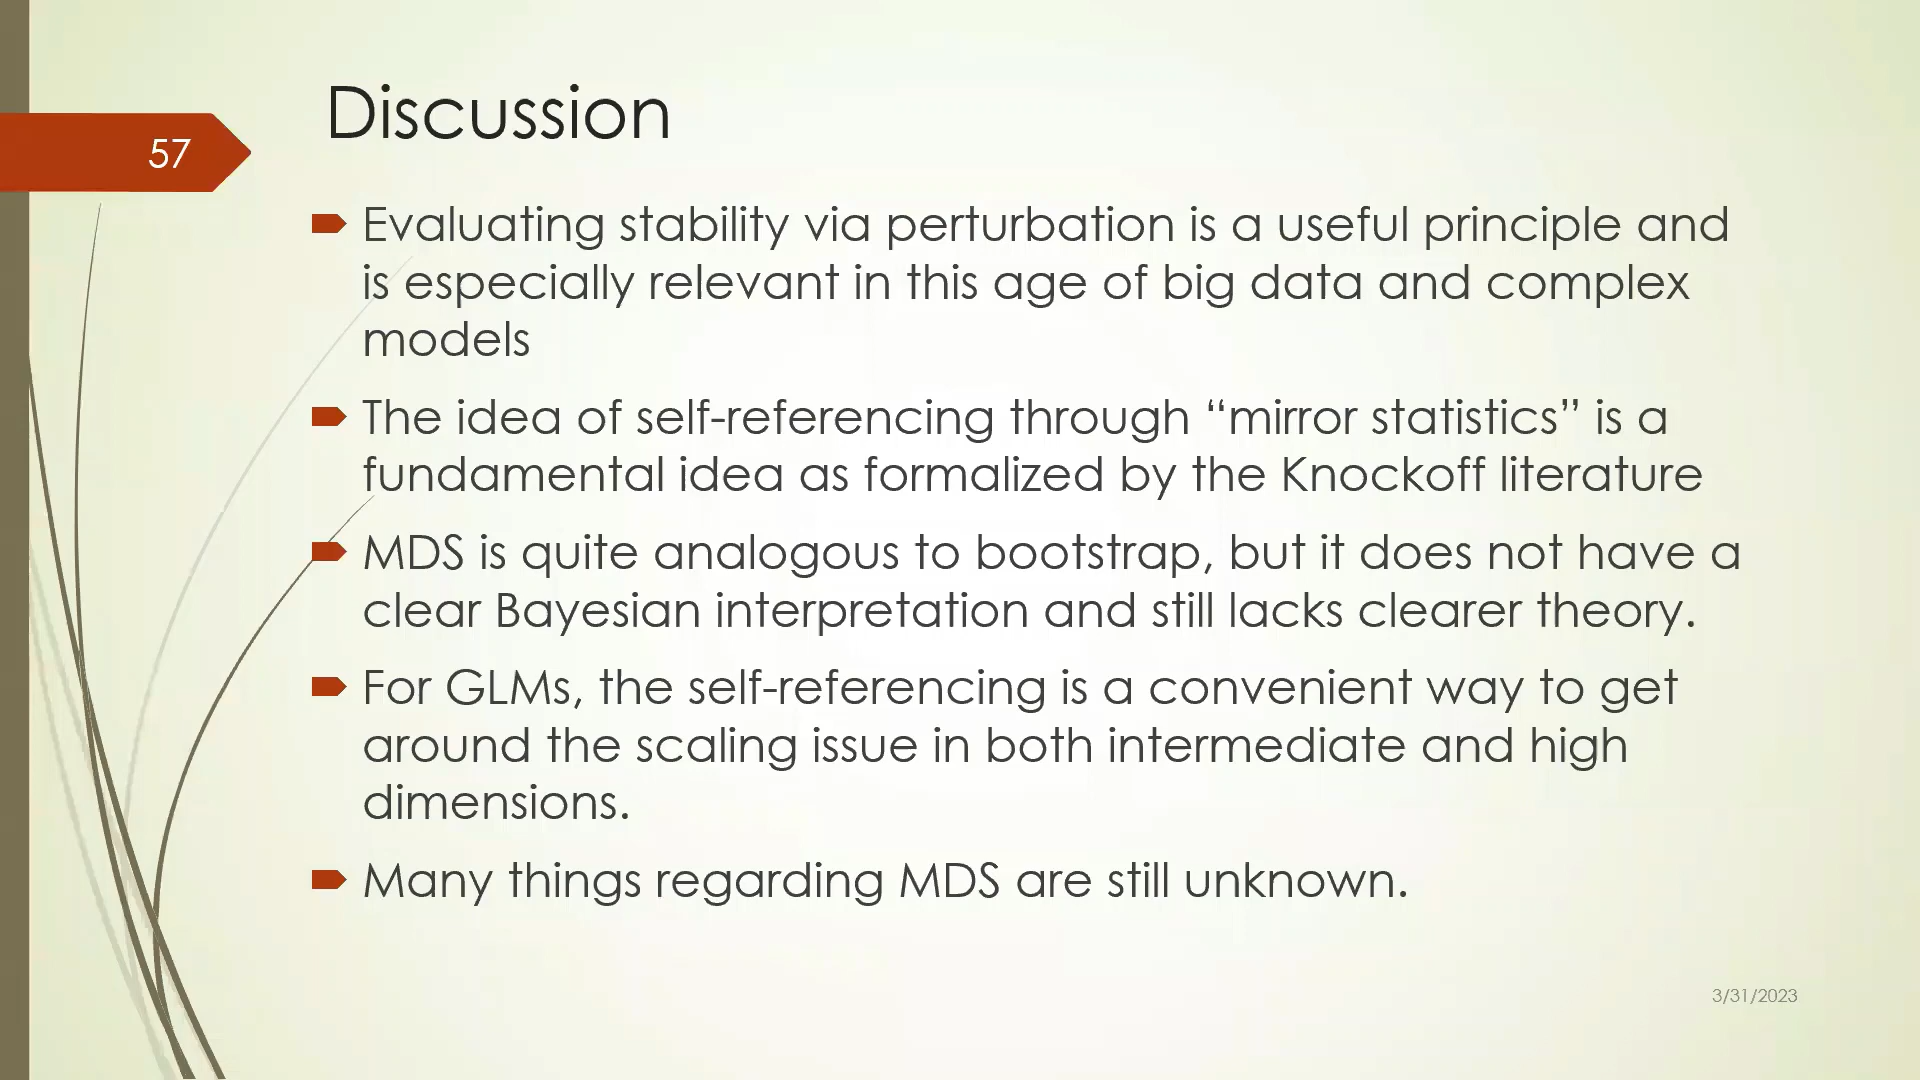 Discussion
57
Evaluating stability via perturbation is a useful principle and
is especially relevant in this age of big data and complex
models
The idea of self-referencing through “mirror statistics” is a
fundamental idea as formalized by the Knockoff literature
MDS is quite analogous to bootstrap, but it does not have a
clear Bayesian interpretation and still lacks clearer theory.
For GLMs, the self-referencing is a convenient way to get
around the scaling issue in both intermediate and high
dimensions.
Many things regarding MDS are still unknown.
3/31/2023